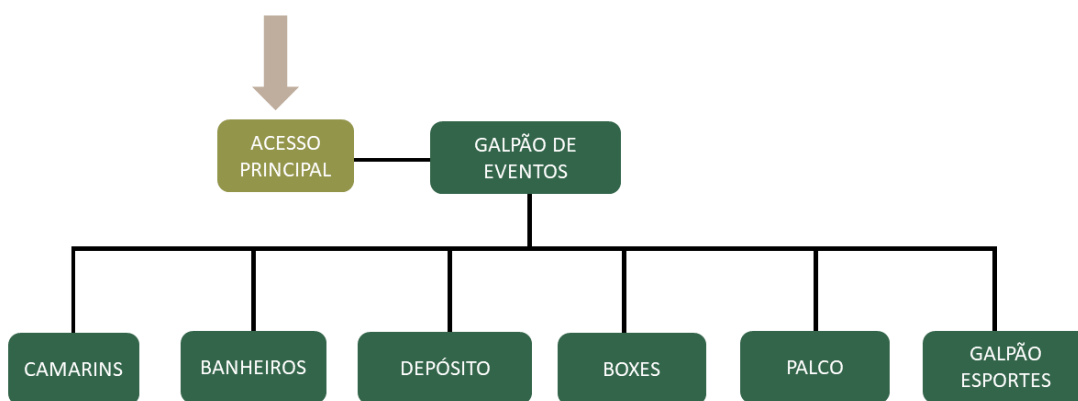 ACESSO
PRINCIPAL
GALPÃO DE
EVENTOS
CAMARINS
BANHEIROS
DEPÓSITO
BOXES
PALCO
GALPÃO
ESPORTES